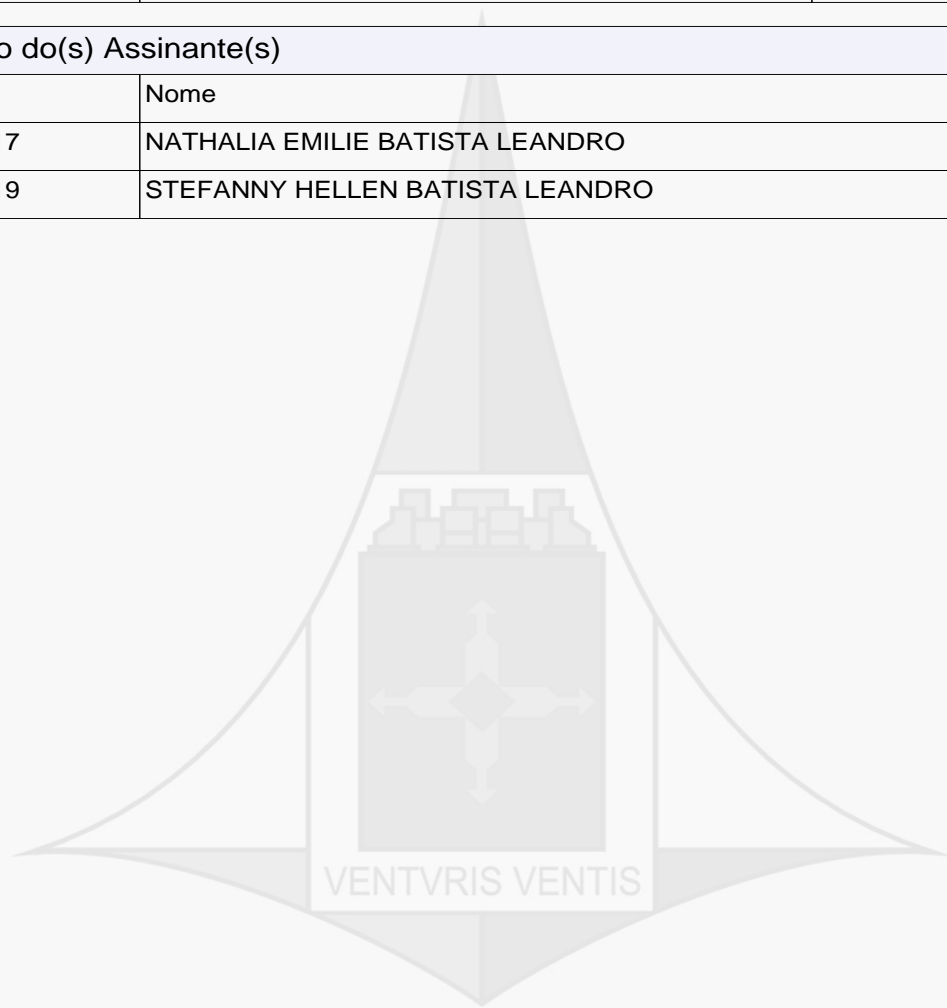 o do(s) Assinante(s)
Nome
7 NATHALIA EMILIE BATISTA LEANDRO
9 STEFANNY HELLEN BATISTA LEANDRO
VENTVRIS VENTIS